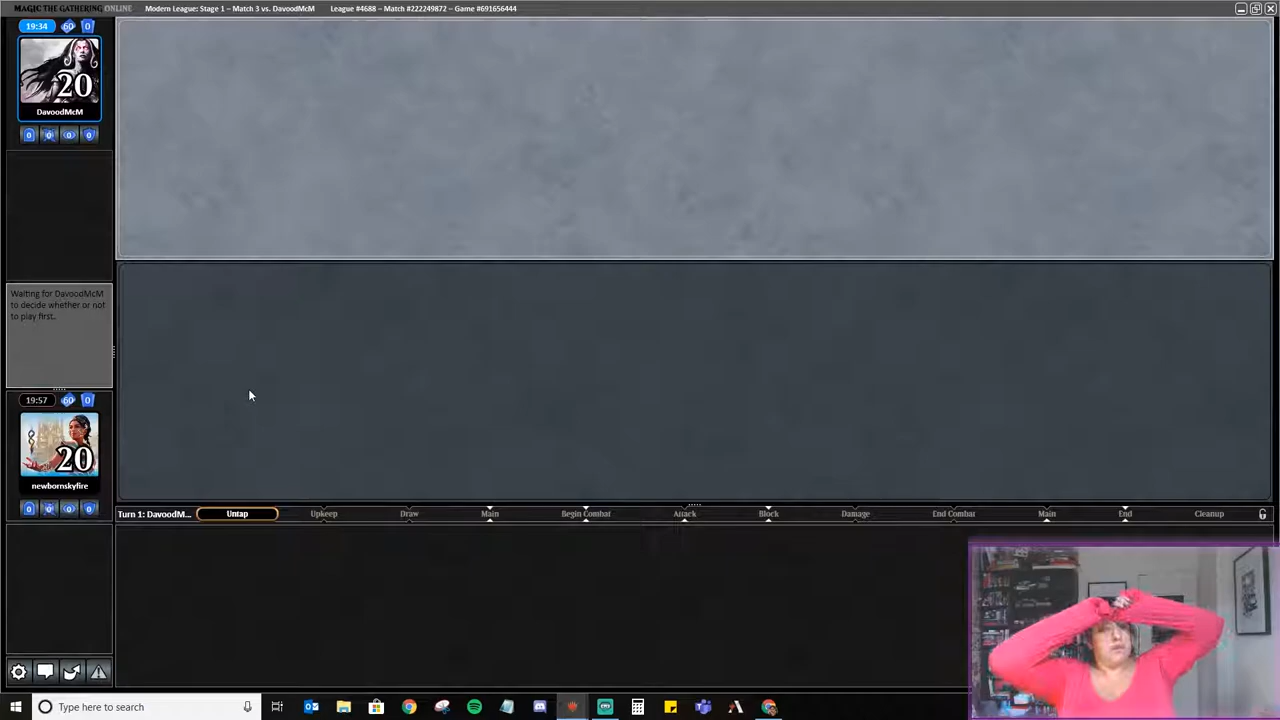 MAGIC THE GATHERING ONLINE
Modern League: Stage 1 – Match 3 vs. DavoodMcM
League #4688 – Match #222249872 – Game #691656444
19:34
60
0
20
DavoodMcM
0 0 0 0
Waiting for DavoodMcM
to decide whether or not
to play first.
19:57
60
0
20
newbornskyfire
0 0 0 0
Turn 1: DavoodM...
Untap
Upkeep
Draw
Main
Begin Combat
Attack
Block
Damage
End Combat
Main
End
Cleanup
Type here to search